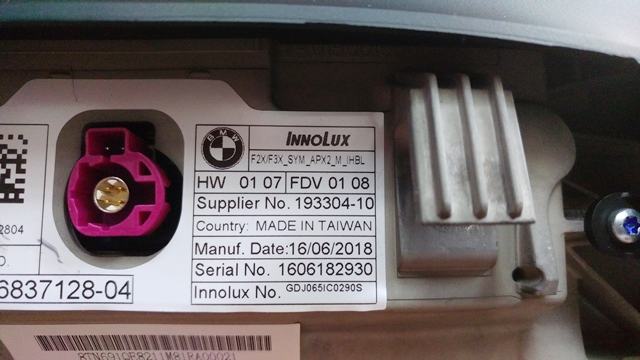 BMW
INNOLUX
F2X/F3X_SYM_APX2_M_IHBL
HW 01 07 FDV 01 08
Supplier No. 193304-10
Country: MADE IN TAIWAN
Manuf. Date:16/06/2018
Serial No. 1606182930
Innolux No. GDJ065IC0290S
2804
O.
6837128-04